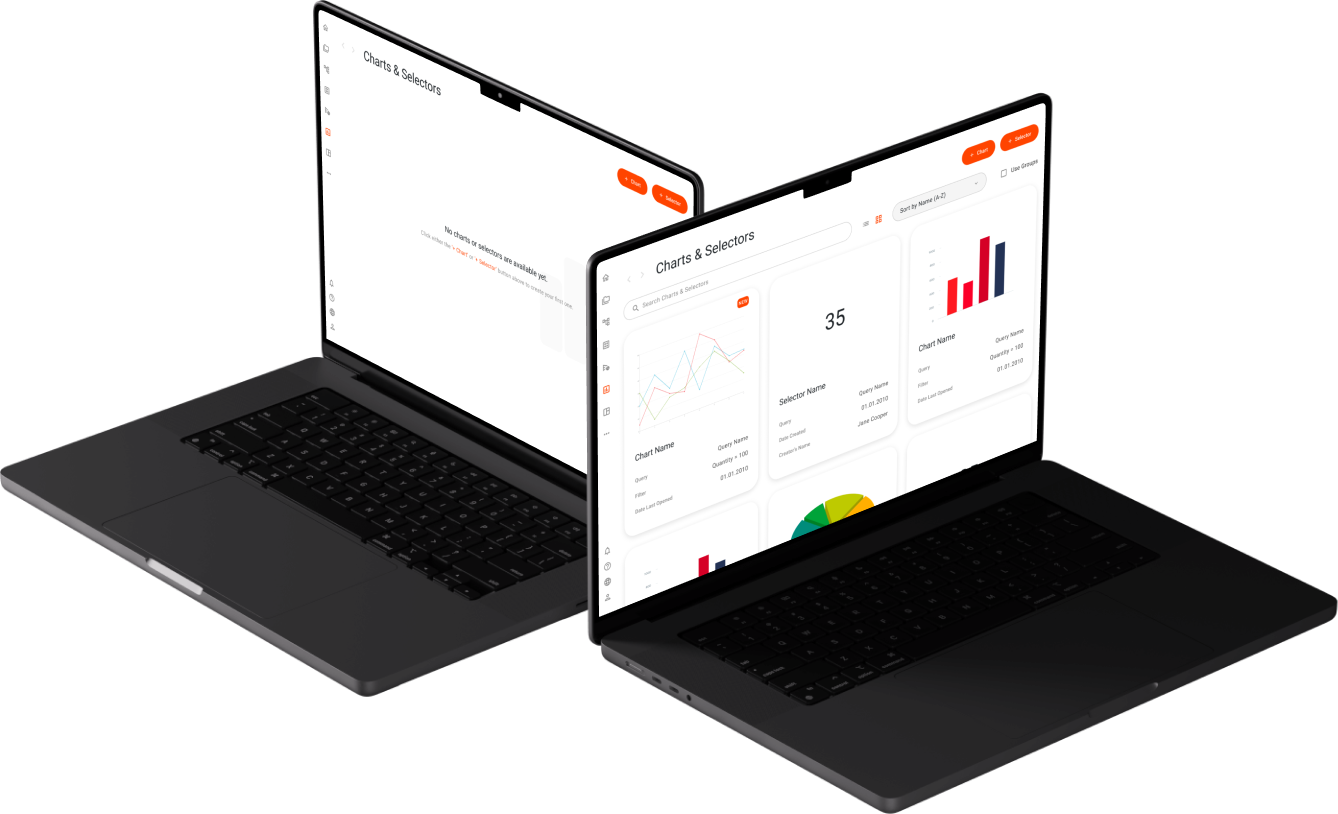 Charts & Selectors
+ Chart
+ Selector
No charts or selectors are available yet.
Click either the '+ Chart' or '+ Selector' button above to create your first one.
Charts & Selectors
+ Chart
+ Selector
Search Charts & Selectors
Sort by Name (A-Z)
Use Groups
NEW
Chart Name
Query
Query Name
Filter
Quantity = 100
Date Last Opened
01.01.2010
35
Selector Name
Query
Query Name
Date Created
01.01.2010
Creator's Name
Jane Cooper
Chart Name
Query
Query Name
Filter
Quantity = 100
Date Last Opened
01.01.2010